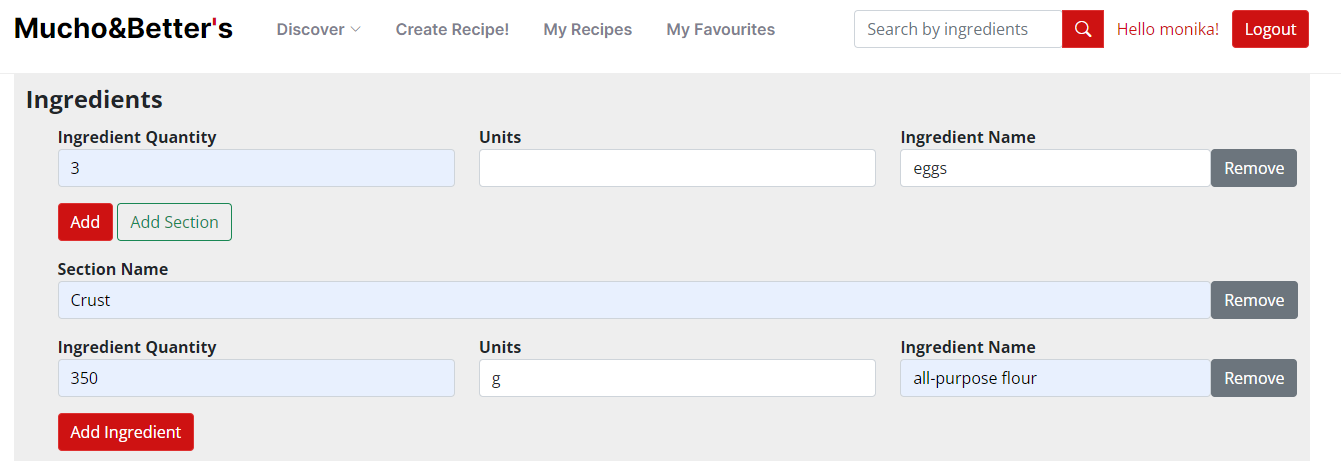 Mucho&Better's Discover Create Recipe! My Recipes My Favourites Search by ingredients Hello monika! Logout
Ingredients
Ingredient Quantity Units Ingredient Name
3 eggs Remove
Add Add Section
Section Name
Crust Remove
Ingredient Quantity Units Ingredient Name
350 g all-purpose flour Remove
Add Ingredient